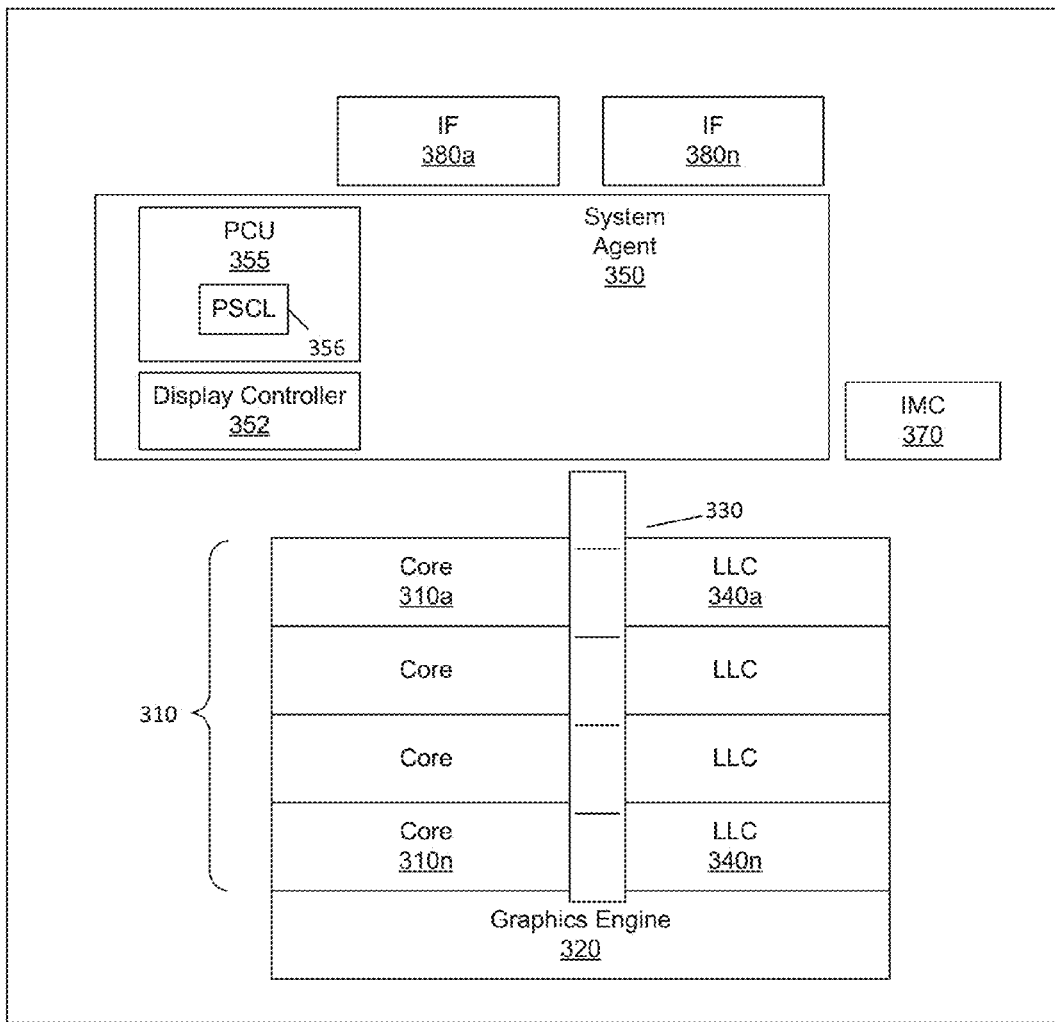 IF
380a
IF
380n
PCU
355
PSCL
356
System
Agent
350
Display Controller
352
IMC
370
330
310
Core
310a
LLC
340a
Core
LLC
Core
LLC
Core
310n
LLC
340n
Graphics Engine
320